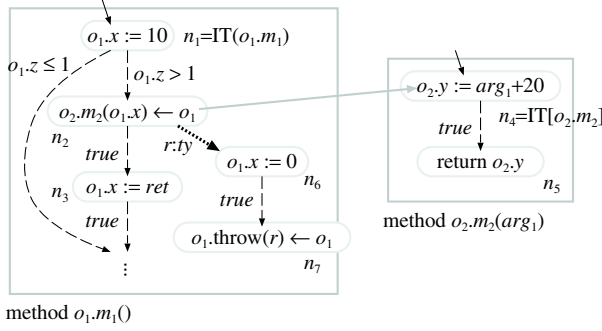 o₁.x := 10
n₁=IT(o₁.m₁)
o₁.z ≤ 1
o₁.z > 1
o₂.m₂(o₁.x) ← o₁
n₂
true
r:ty
o₁.x := 0
n₆
n₃
o₁.x := ret
true
true
o₁.throw(r) ← o₁
n₇
⋮
method o₁.m₁()
o₂.y := arg₁+20
n₄=IT[o₂.m₂]
true
return o₂.y
n₅
method o₂.m₂(arg₁)